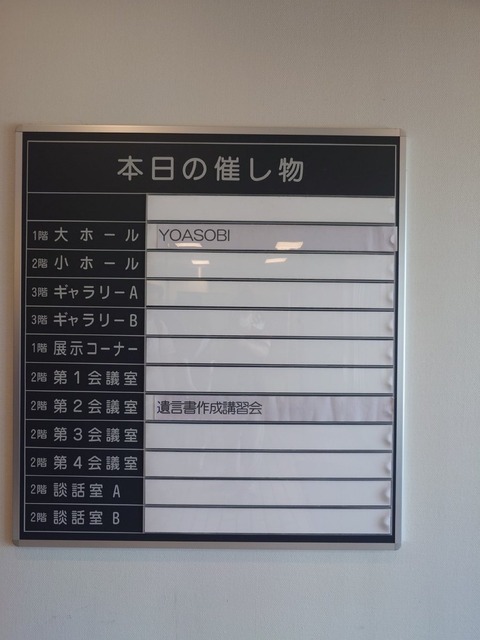 本日の催し物
1階 大ホール YOASOBI
2階 小ホール
3階 ギャラリーA
3階 ギャラリーB
1階 展示コーナー
2階 第1会議室
2階 第2会議室 遺言書作成講習会
2階 第3会議室
2階 第4会議室
2階 談話室 A
2階 談話室 B